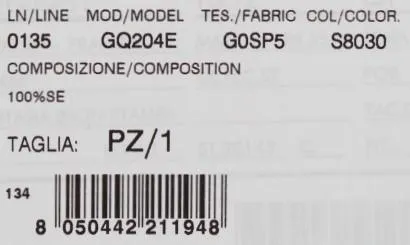 LN/LINE MOD/MODEL TES./FABRIC COL/COLOR.
0135 GQ204E G0SP5 S8030
COMPOSIZIONE/COMPOSITION
100%SE
TAGLIA: PZ/1
134
8 050442 211948